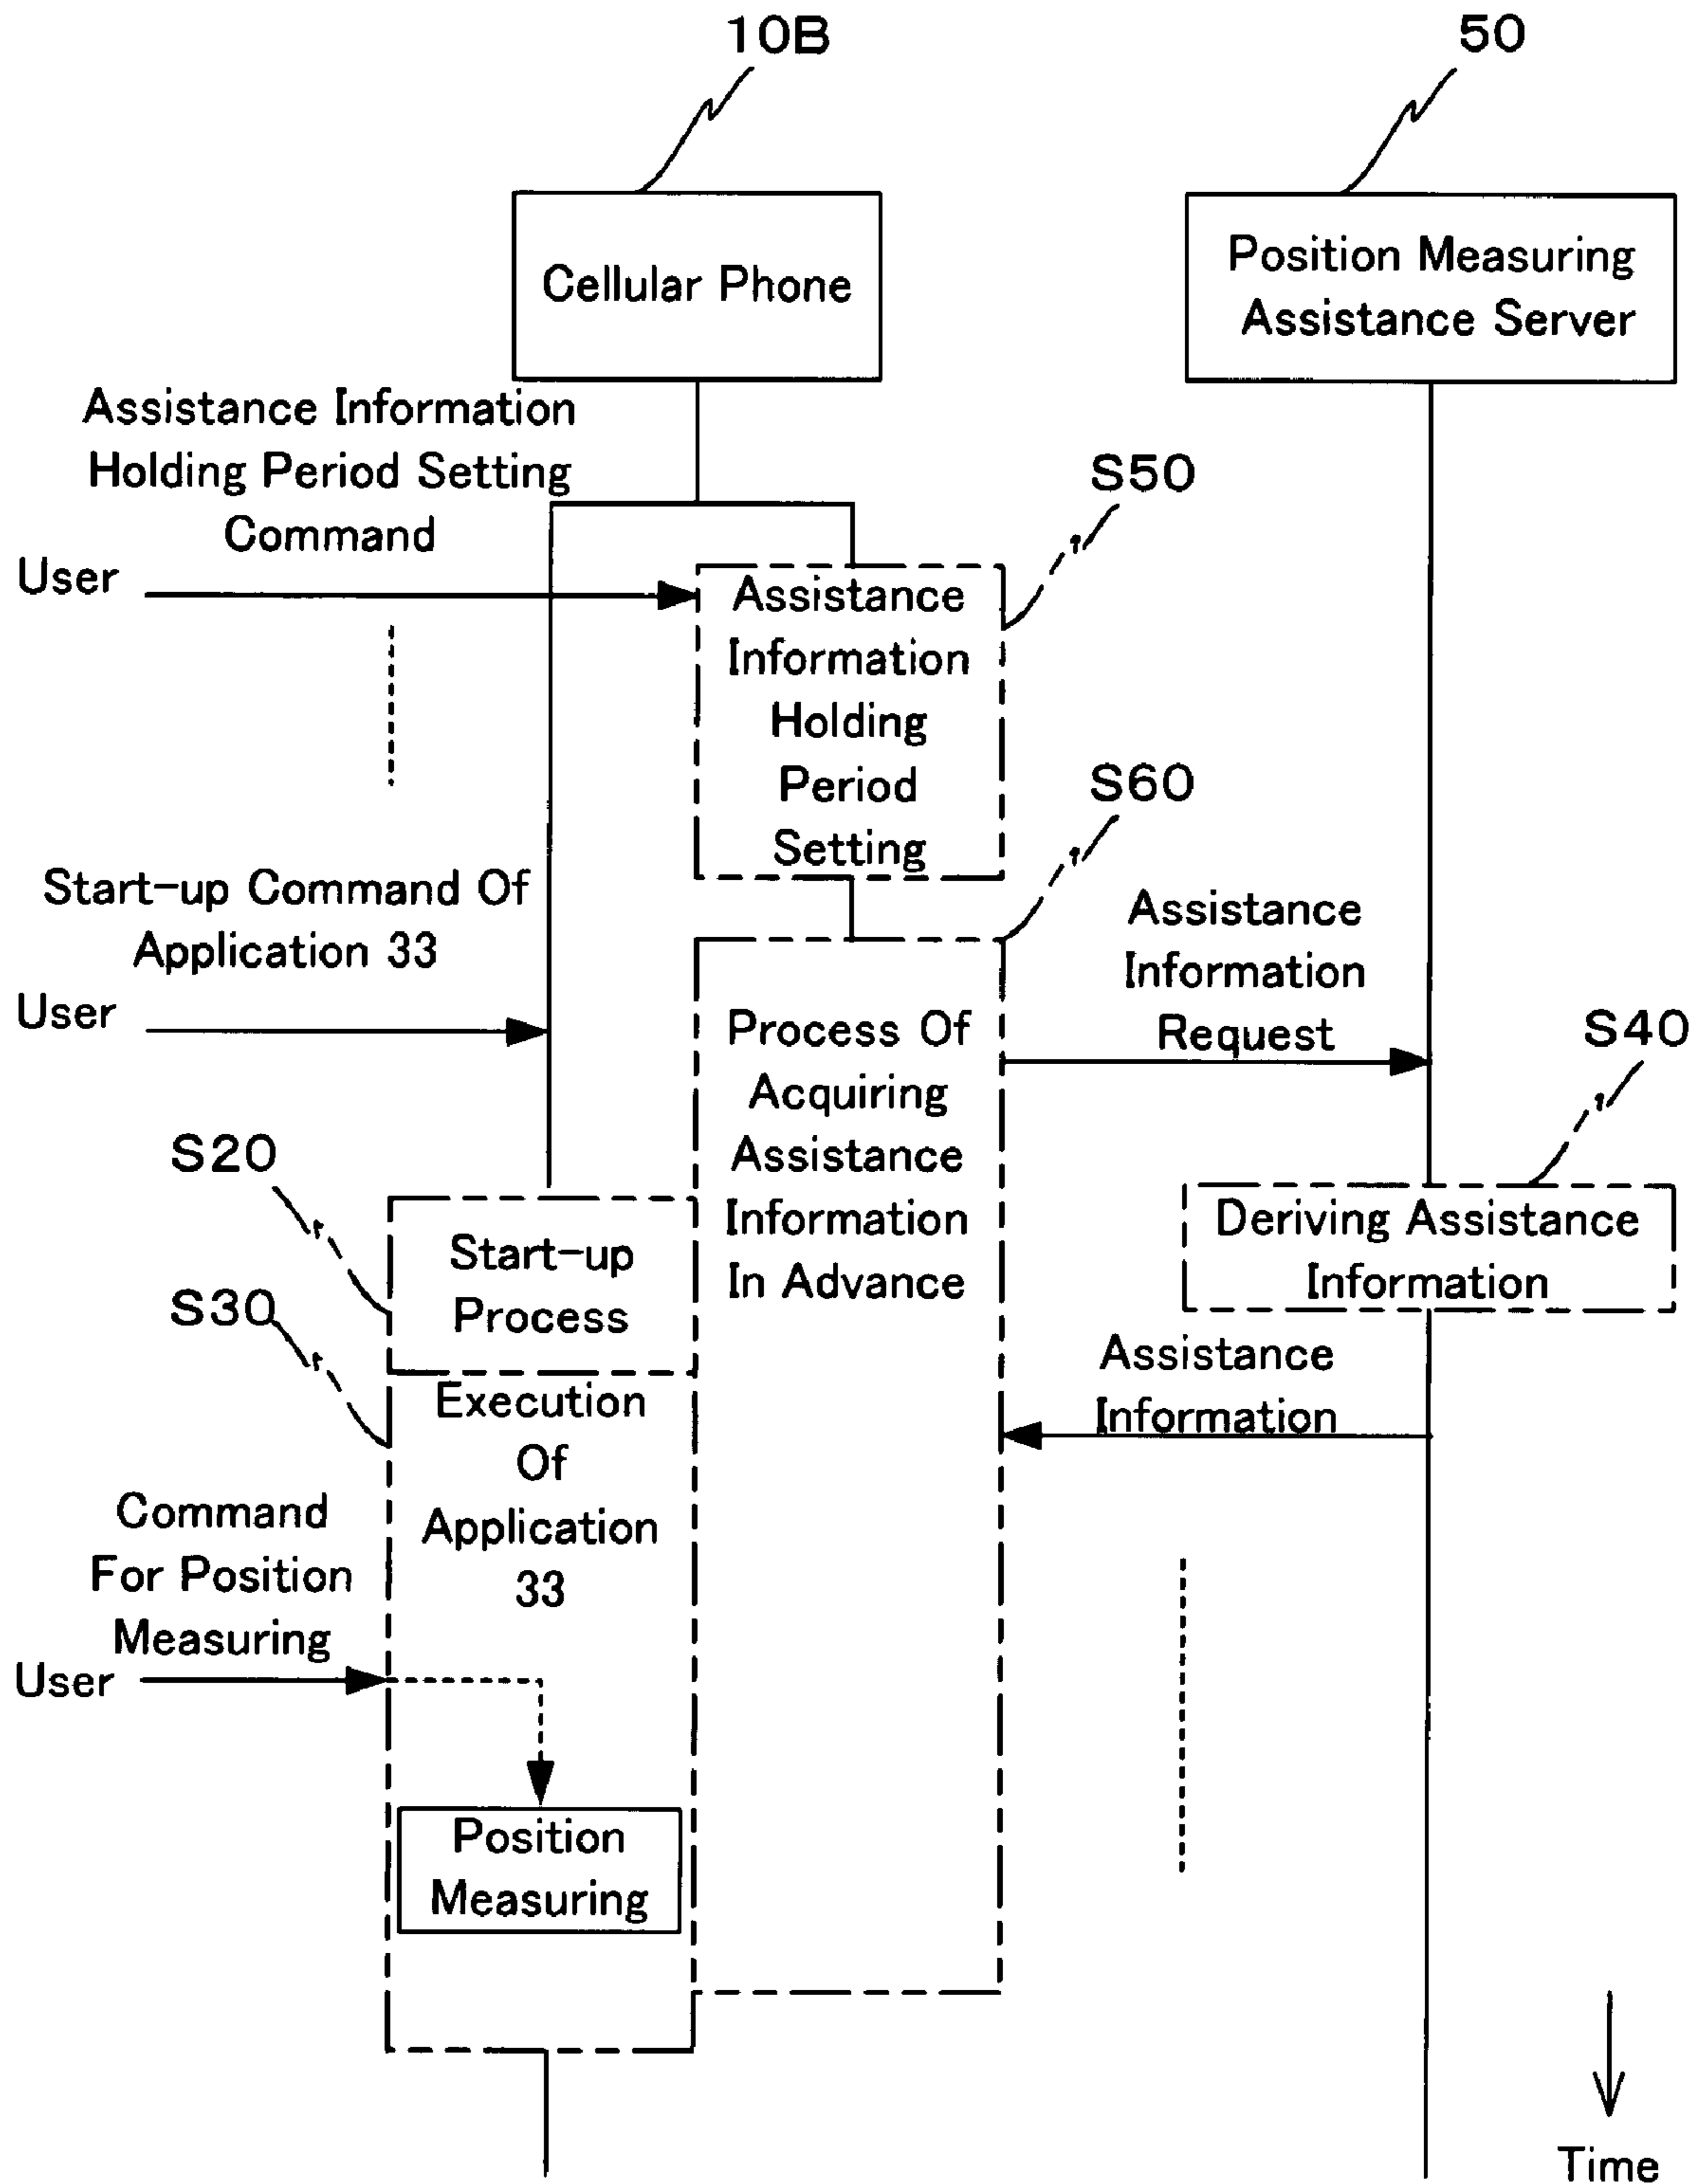 10B
50
Cellular Phone
Position Measuring
Assistance Server
Assistance Information
Holding Period Setting
Command
User
S50
Assistance
Information
Holding
Period
Setting
S60
Start-up Command Of
Application 33
User
Assistance
Information
Request
S40
Process Of
Acquiring
Assistance
Information
In Advance
S20
Start-up
Process
Deriving Assistance
Information
S30
Assistance
Information
Execution
Of
Application
33
Command
For Position
Measuring
User
Position
Measuring
Time